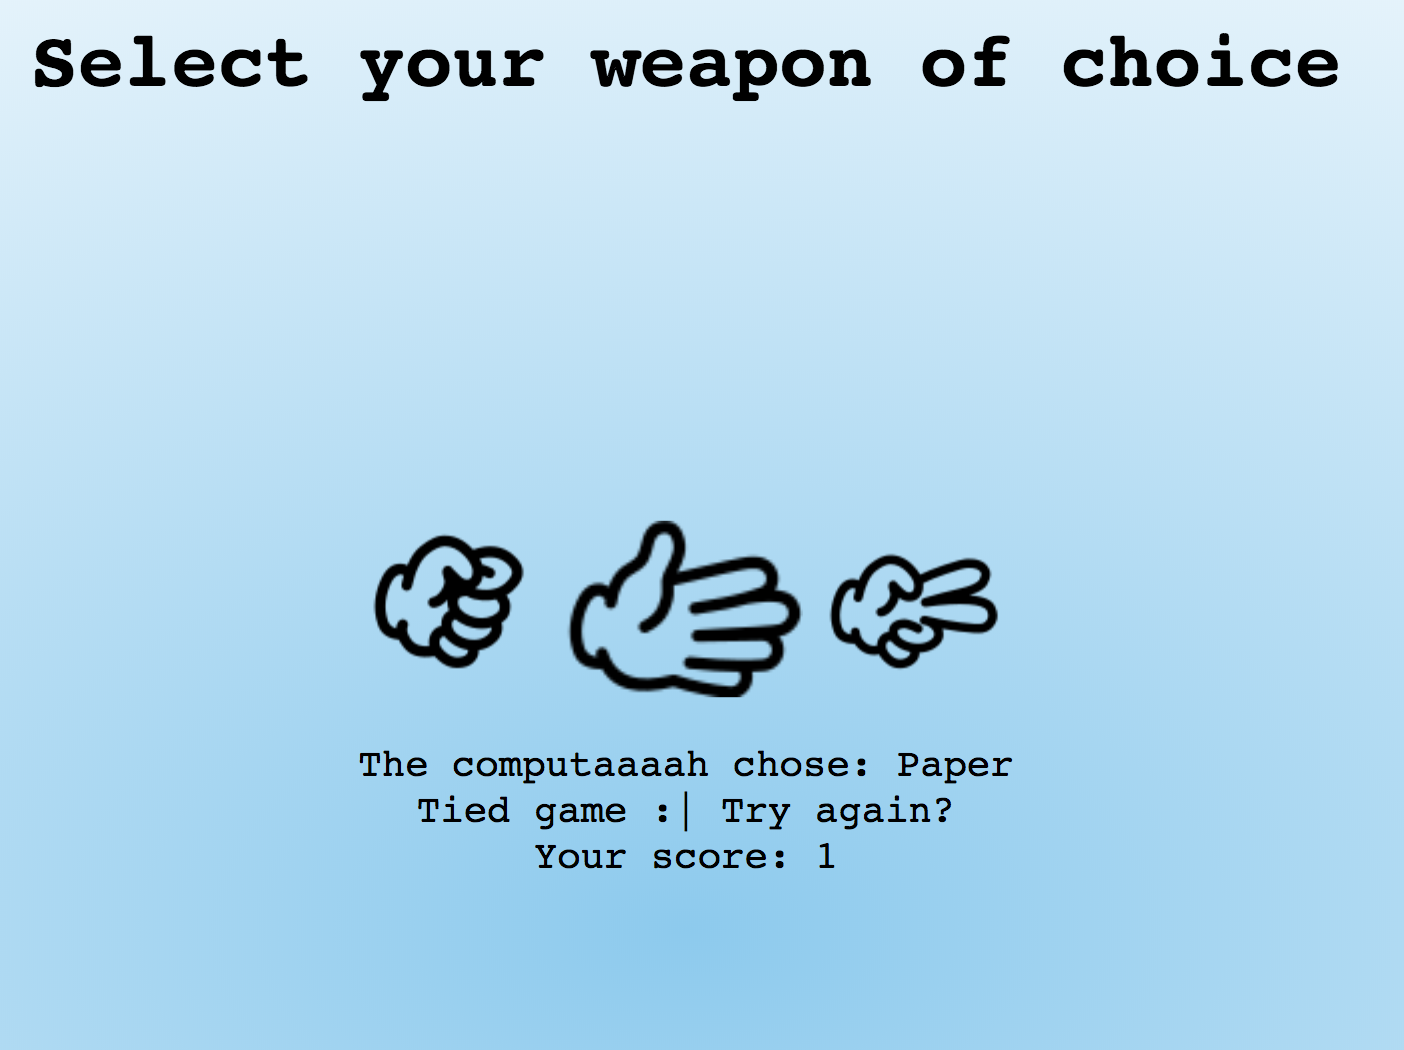 Select your weapon of choice
The computaaaah chose: Paper
Tied game :| Try again?
Your score: 1